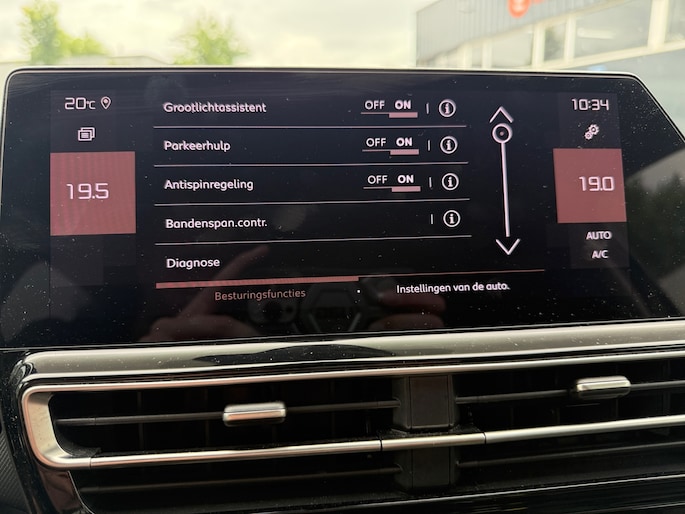 20°C
10:34
Grootlichtassistent OFF ON i
Parkeerhulp OFF ON i
Antispinregeling OFF ON i
Bandenspan.contr. i
Diagnose
19.5
19.0
AUTO
A/C
Besturingsfuncties
Instellingen van de auto.